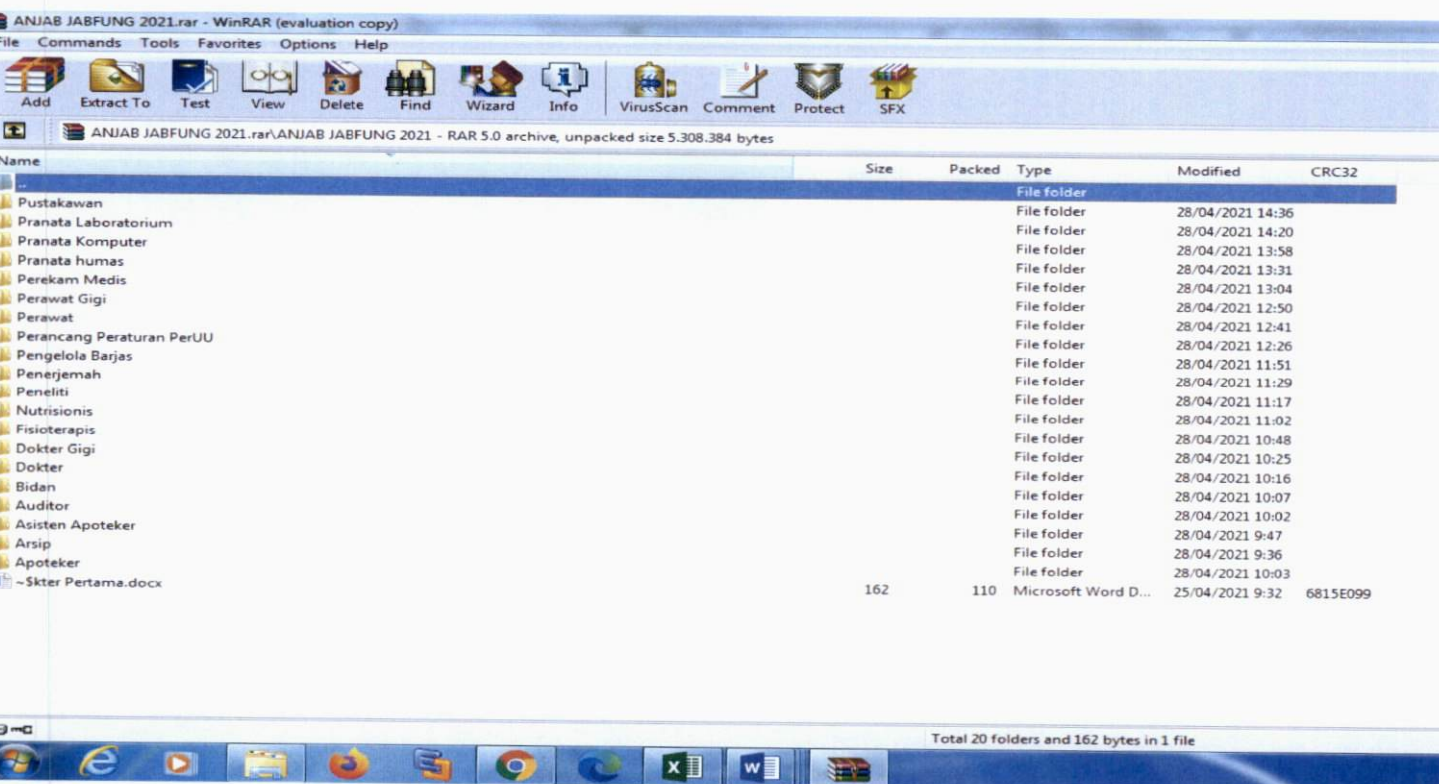 ANJAB JABFUNG 2021.rar - WinRAR (evaluation copy)
File Commands Tools Favorites Options Help
Add Extract To Test View Delete Find Wizard Info VirusScan Comment Protect SFX
ANJAB JABFUNG 2021.rar\ANJAB JABFUNG 2021 - RAR 5.0 archive, unpacked size 5.308.384 bytes
Name Size Packed Type Modified CRC32
.. File folder
Pustakawan File folder 28/04/2021 14:36
Pranata Laboratorium File folder 28/04/2021 14:20
Pranata Komputer File folder 28/04/2021 13:58
Pranata humas File folder 28/04/2021 13:31
Perekam Medis File folder 28/04/2021 13:04
Perawat Gigi File folder 28/04/2021 12:50
Perawat File folder 28/04/2021 12:41
Perancang Peraturan PerUU File folder 28/04/2021 12:26
Pengelola Barjas File folder 28/04/2021 11:51
Penerjemah File folder 28/04/2021 11:29
Peneliti File folder 28/04/2021 11:17
Nutrisionis File folder 28/04/2021 11:02
Fisioterapis File folder 28/04/2021 10:48
Dokter Gigi File folder 28/04/2021 10:25
Dokter File folder 28/04/2021 10:16
Bidan File folder 28/04/2021 10:07
Auditor File folder 28/04/2021 10:02
Asisten Apoteker File folder 28/04/2021 9:47
Arsip File folder 28/04/2021 9:36
Apoteker File folder 28/04/2021 10:03
~$kter Pertama.docx 162 110 Microsoft Word D... 25/04/2021 9:32 6815E099
Total 20 folders and 162 bytes in 1 file